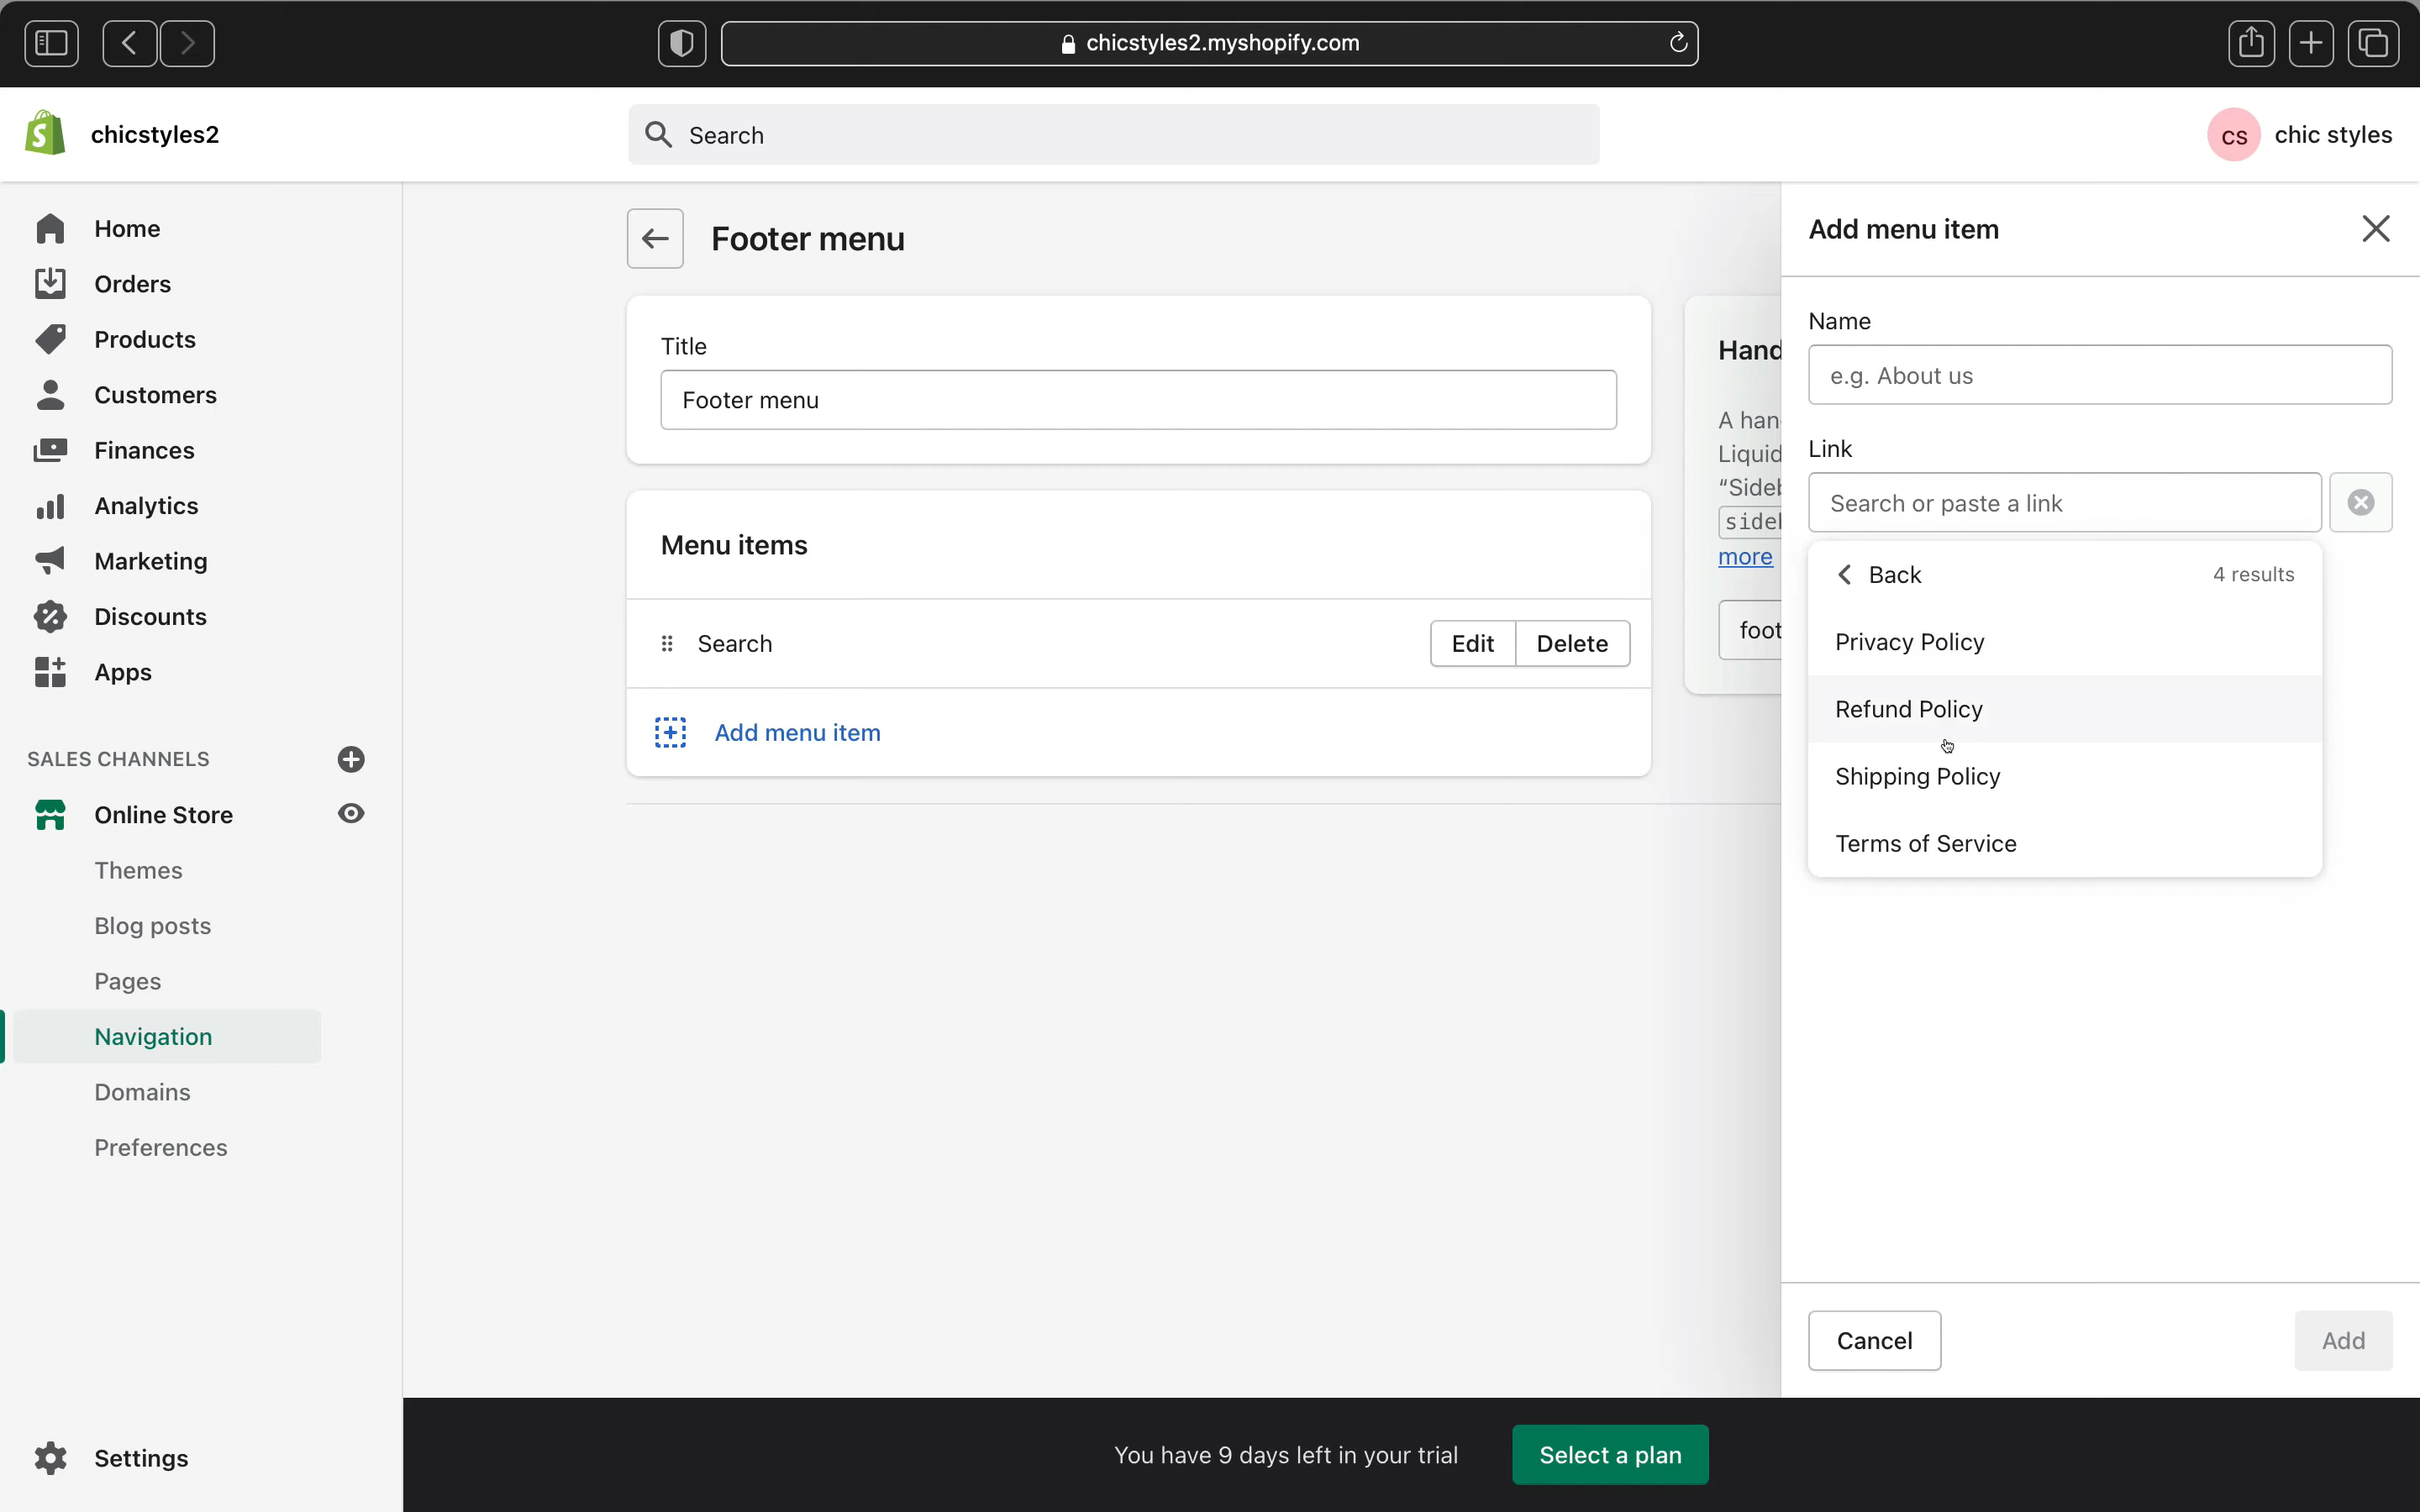 chicstyles2.myshopify.com
chicstyles2
Search
cs
chic styles
Home
Orders
Products
Customers
Finances
Analytics
Marketing
Discounts
Apps
SALES CHANNELS
Online Store
Themes
Blog posts
Pages
Navigation
Domains
Preferences
Settings
Footer menu
Title
Footer menu
Menu items
Search
Edit
Delete
Add menu item
Hand
A han
Liquid
“Sideb
sideb
more
foot
Add menu item
Name
e.g. About us
Link
Search or paste a link
Back
4 results
Privacy Policy
Refund Policy
Shipping Policy
Terms of Service
Cancel
Add
You have 9 days left in your trial
Select a plan